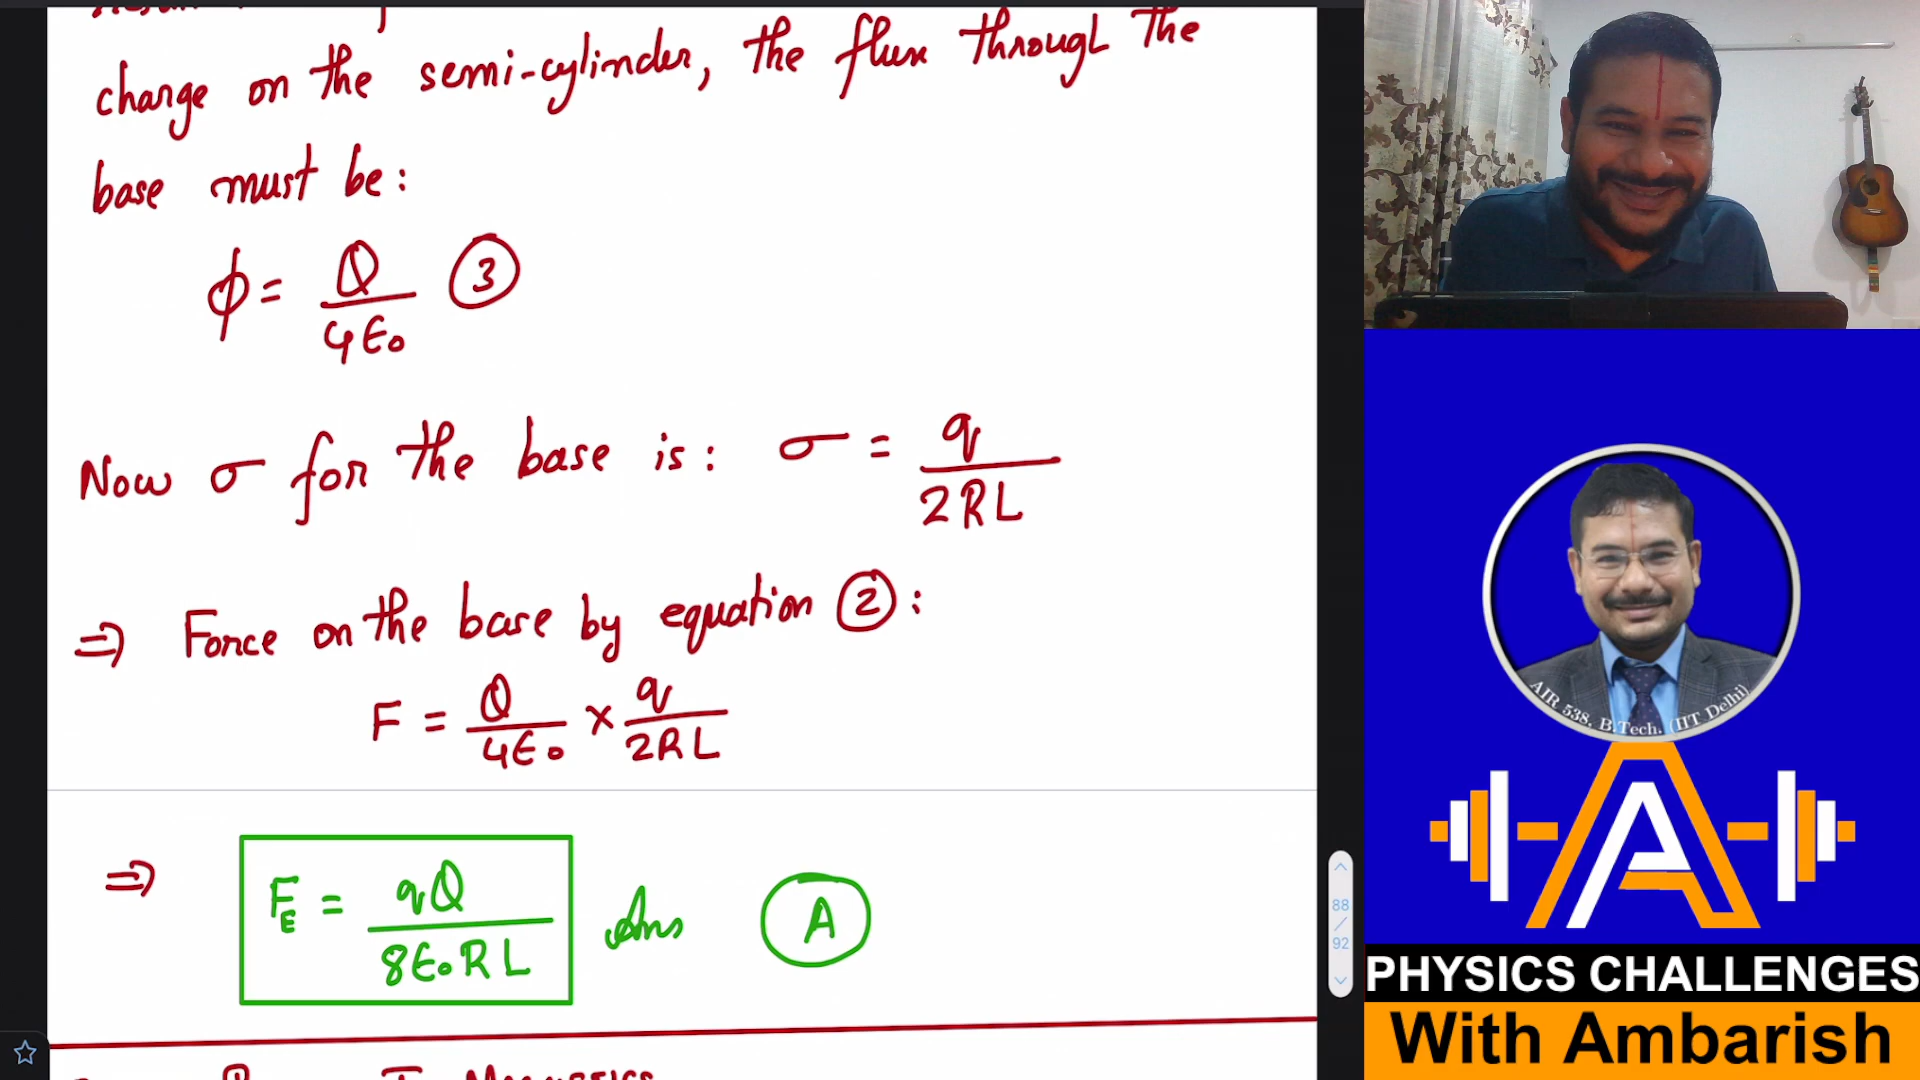 charge on the semi-cylinder, the flux through the
base must be:
ϕ = Q/4ε₀ ③
Now σ for the base is: σ = q/2RL
⇒ Force on the base by equation ②:
F = Q/4ε₀ × q/2RL
⇒ F_E = qQ/8ε₀RL Ans Ⓐ
88
/
92
AIR 538, B.Tech. (IIT Delhi)
A
PHYSICS CHALLENGES
With Ambarish